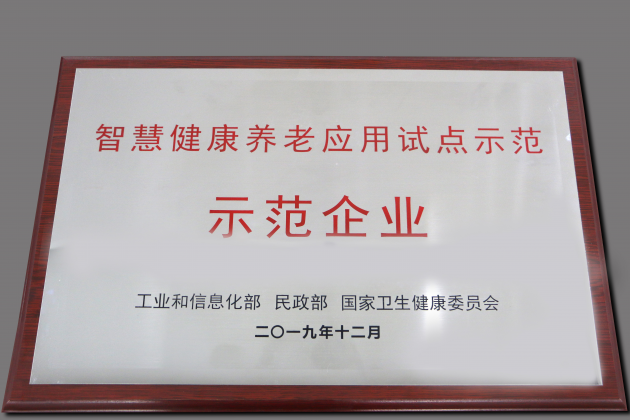 智慧健康养老应用试点示范
示范企业
工业和信息化部 民政部 国家卫生健康委员会
二〇一九年十二月